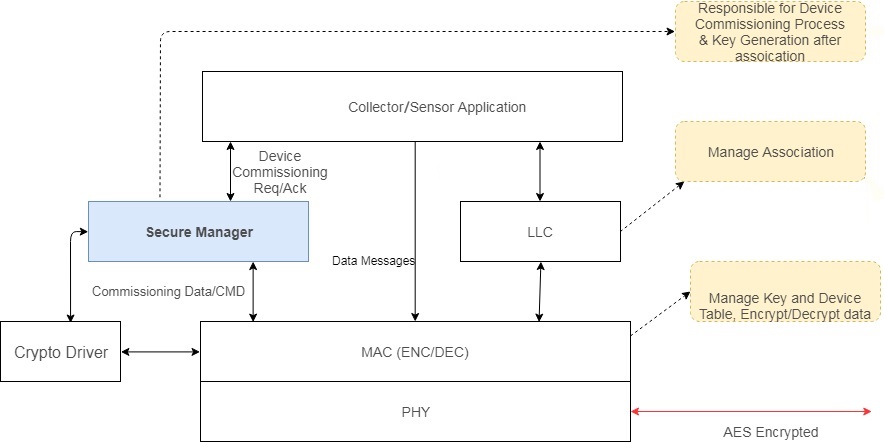 Responsible for Device
Commissioning Process
& Key Generation after
assoication
Collector/Sensor Application
Device
Commissioning
Req/Ack
Manage Association
Secure Manager
LLC
Data Messages
Commissioning Data/CMD
Manage Key and Device
Table, Encrypt/Decrypt data
Crypto Driver
MAC (ENC/DEC)
PHY
AES Encrypted